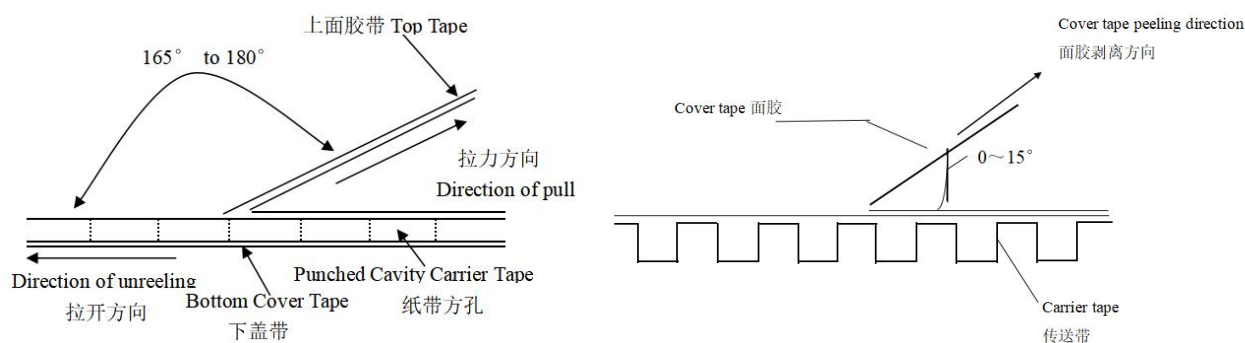 上面胶带 Top Tape
165° to 180°
拉力方向
Direction of pull
Direction of unreeling
拉开方向
Bottom Cover Tape
下盖带
Punched Cavity Carrier Tape
纸带方孔
Cover tape peeling direction
面胶剥离方向
Cover tape 面胶
0～15°
Carrier tape
传送带